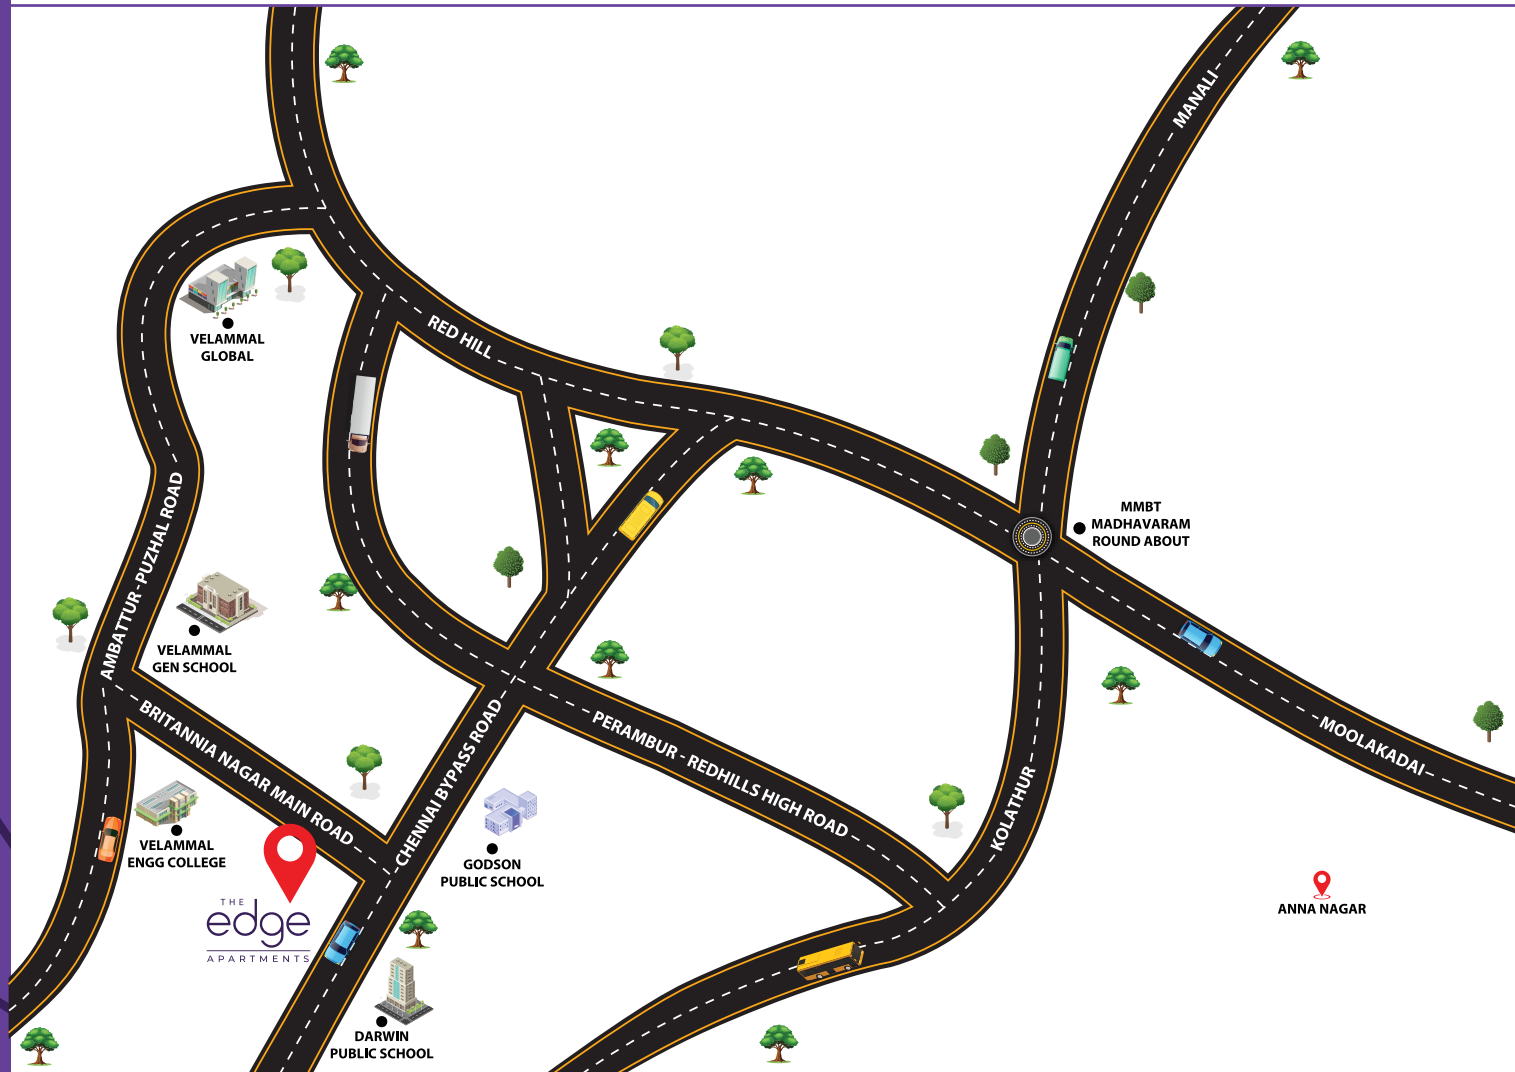 MANALI
RED HILL
VELAMMAL
GLOBAL
AMBATTUR - PUZHAL ROAD
MMBT
MADHAVARAM
ROUND ABOUT
VELAMMAL
GEN SCHOOL
BRITANNIA NAGAR MAIN ROAD
CHENNAI BYPASS ROAD
PERAMBUR - REDHILLS HIGH ROAD
MOOLAKADAI
KOLATHUR
VELAMMAL
ENGG COLLEGE
GODSON
PUBLIC SCHOOL
THE
edge
APARTMENTS
ANNA NAGAR
DARWIN
PUBLIC SCHOOL